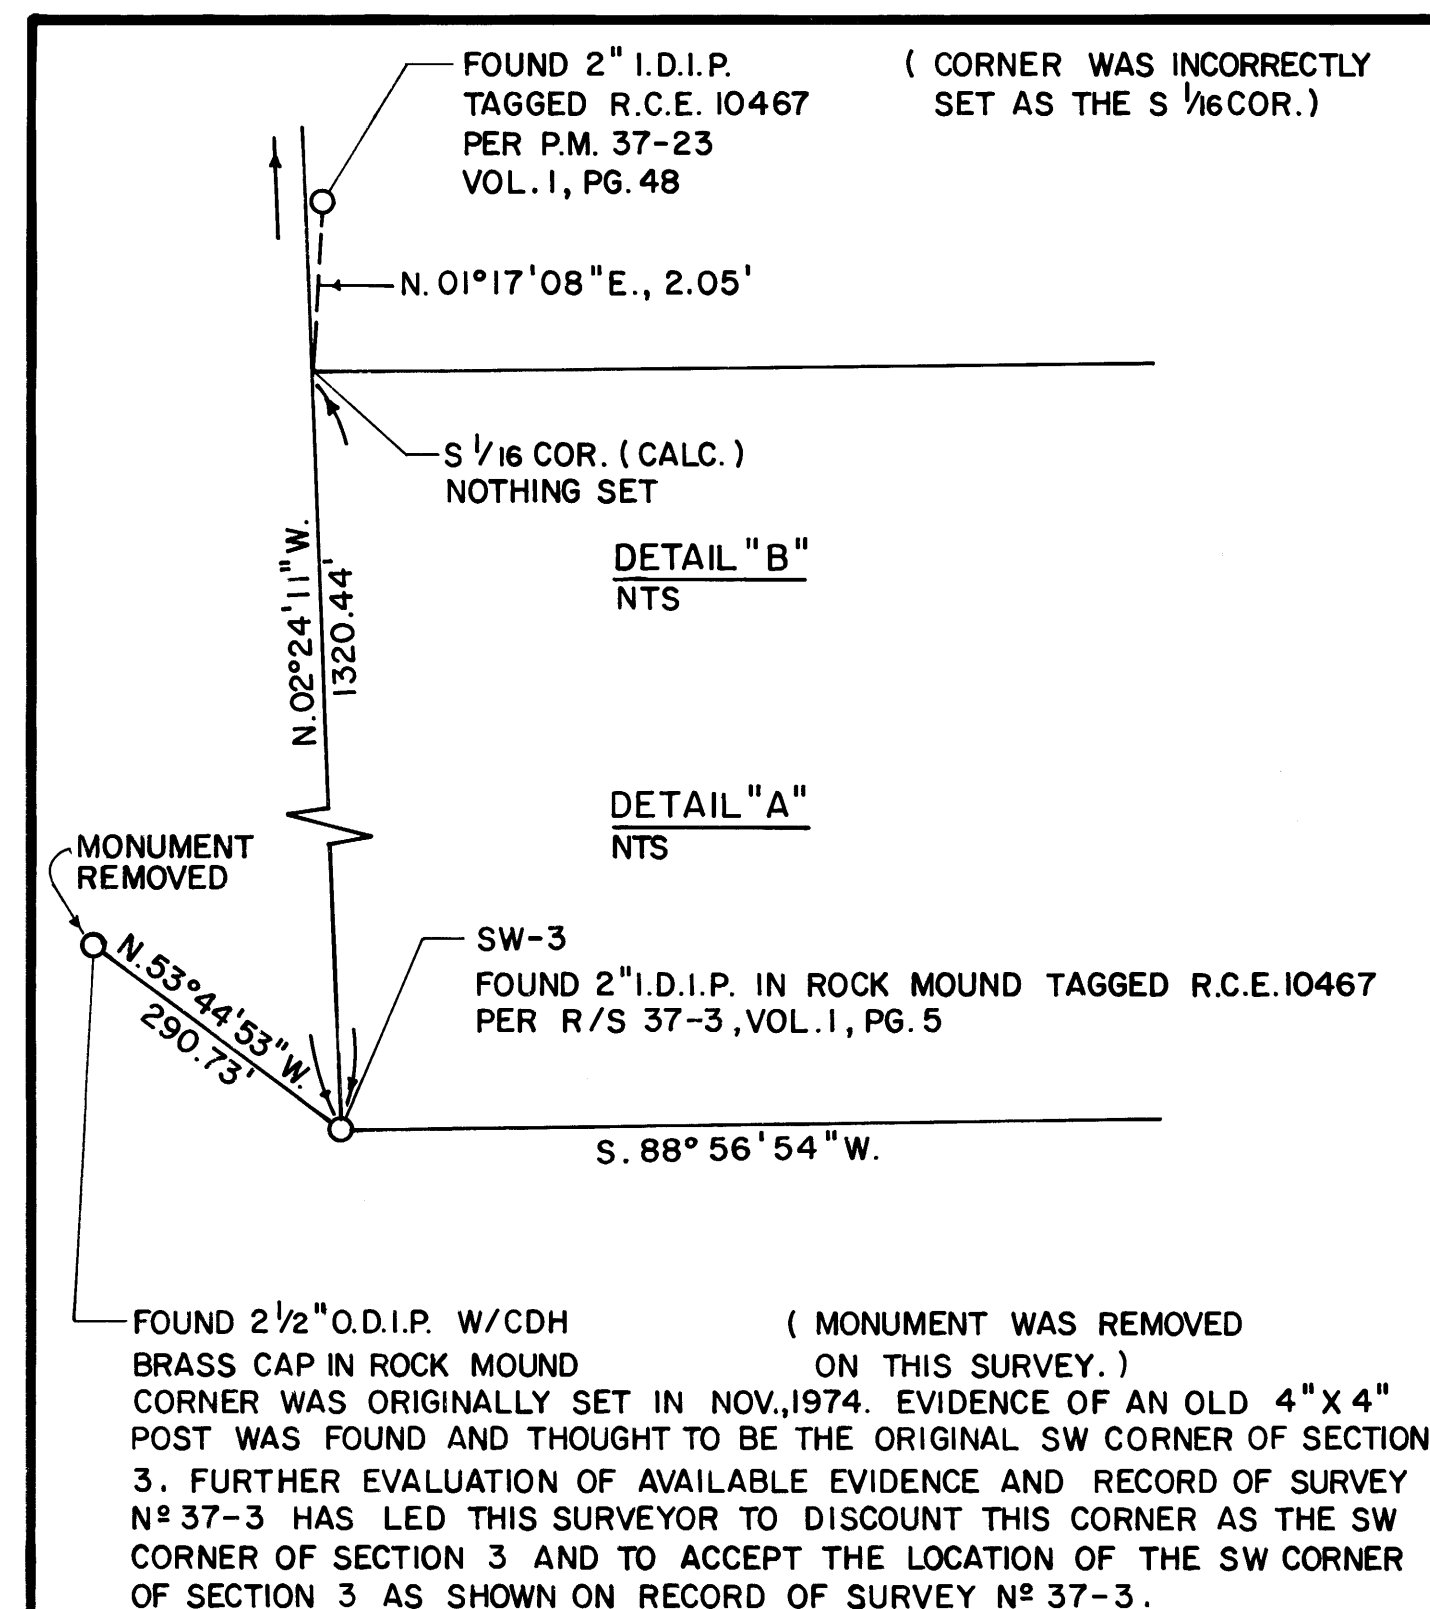 FOUND 2" I.D.I.P.
TAGGED R.C.E. 10467
PER P.M. 37-23
VOL. 1, PG. 48
( CORNER WAS INCORRECTLY
SET AS THE S 1/16 COR.)
N. 01°17'08"E., 2.05'
S 1/16 COR. ( CALC. )
NOTHING SET
DETAIL "B"
NTS
N. 02°24'11"W.
1320.44'
DETAIL "A"
NTS
MONUMENT
REMOVED
N. 53°44'53"W.
290.73'
SW-3
FOUND 2" I.D.I.P. IN ROCK MOUND TAGGED R.C.E. 10467
PER R/S 37-3, VOL. 1, PG. 5
S. 88° 56' 54" W.
FOUND 2 1/2" O.D.I.P. W/CDH
BRASS CAP IN ROCK MOUND
( MONUMENT WAS REMOVED
ON THIS SURVEY. )
CORNER WAS ORIGINALLY SET IN NOV., 1974. EVIDENCE OF AN OLD 4" X 4"
POST WAS FOUND AND THOUGHT TO BE THE ORIGINAL SW CORNER OF SECTION
3. FURTHER EVALUATION OF AVAILABLE EVIDENCE AND RECORD OF SURVEY
Nº 37-3 HAS LED THIS SURVEYOR TO DISCOUNT THIS CORNER AS THE SW
CORNER OF SECTION 3 AND TO ACCEPT THE LOCATION OF THE SW CORNER
OF SECTION 3 AS SHOWN ON RECORD OF SURVEY Nº 37-3.